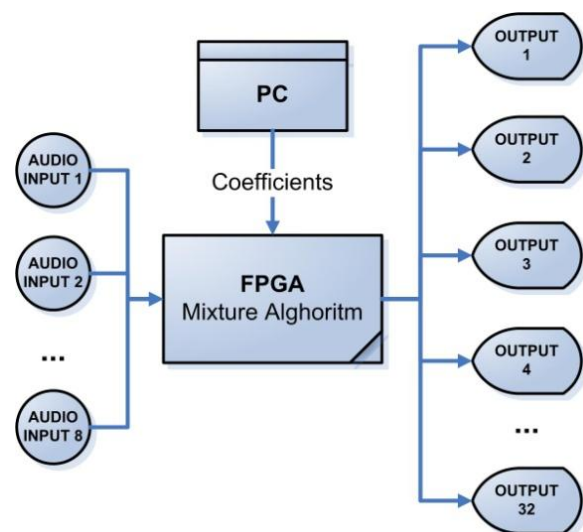 PC
Coefficients
AUDIO
INPUT 1
AUDIO
INPUT 2
...
AUDIO
INPUT 8
FPGA
Mixture Alghoritm
OUTPUT
1
OUTPUT
2
OUTPUT
3
OUTPUT
4
...
OUTPUT
32